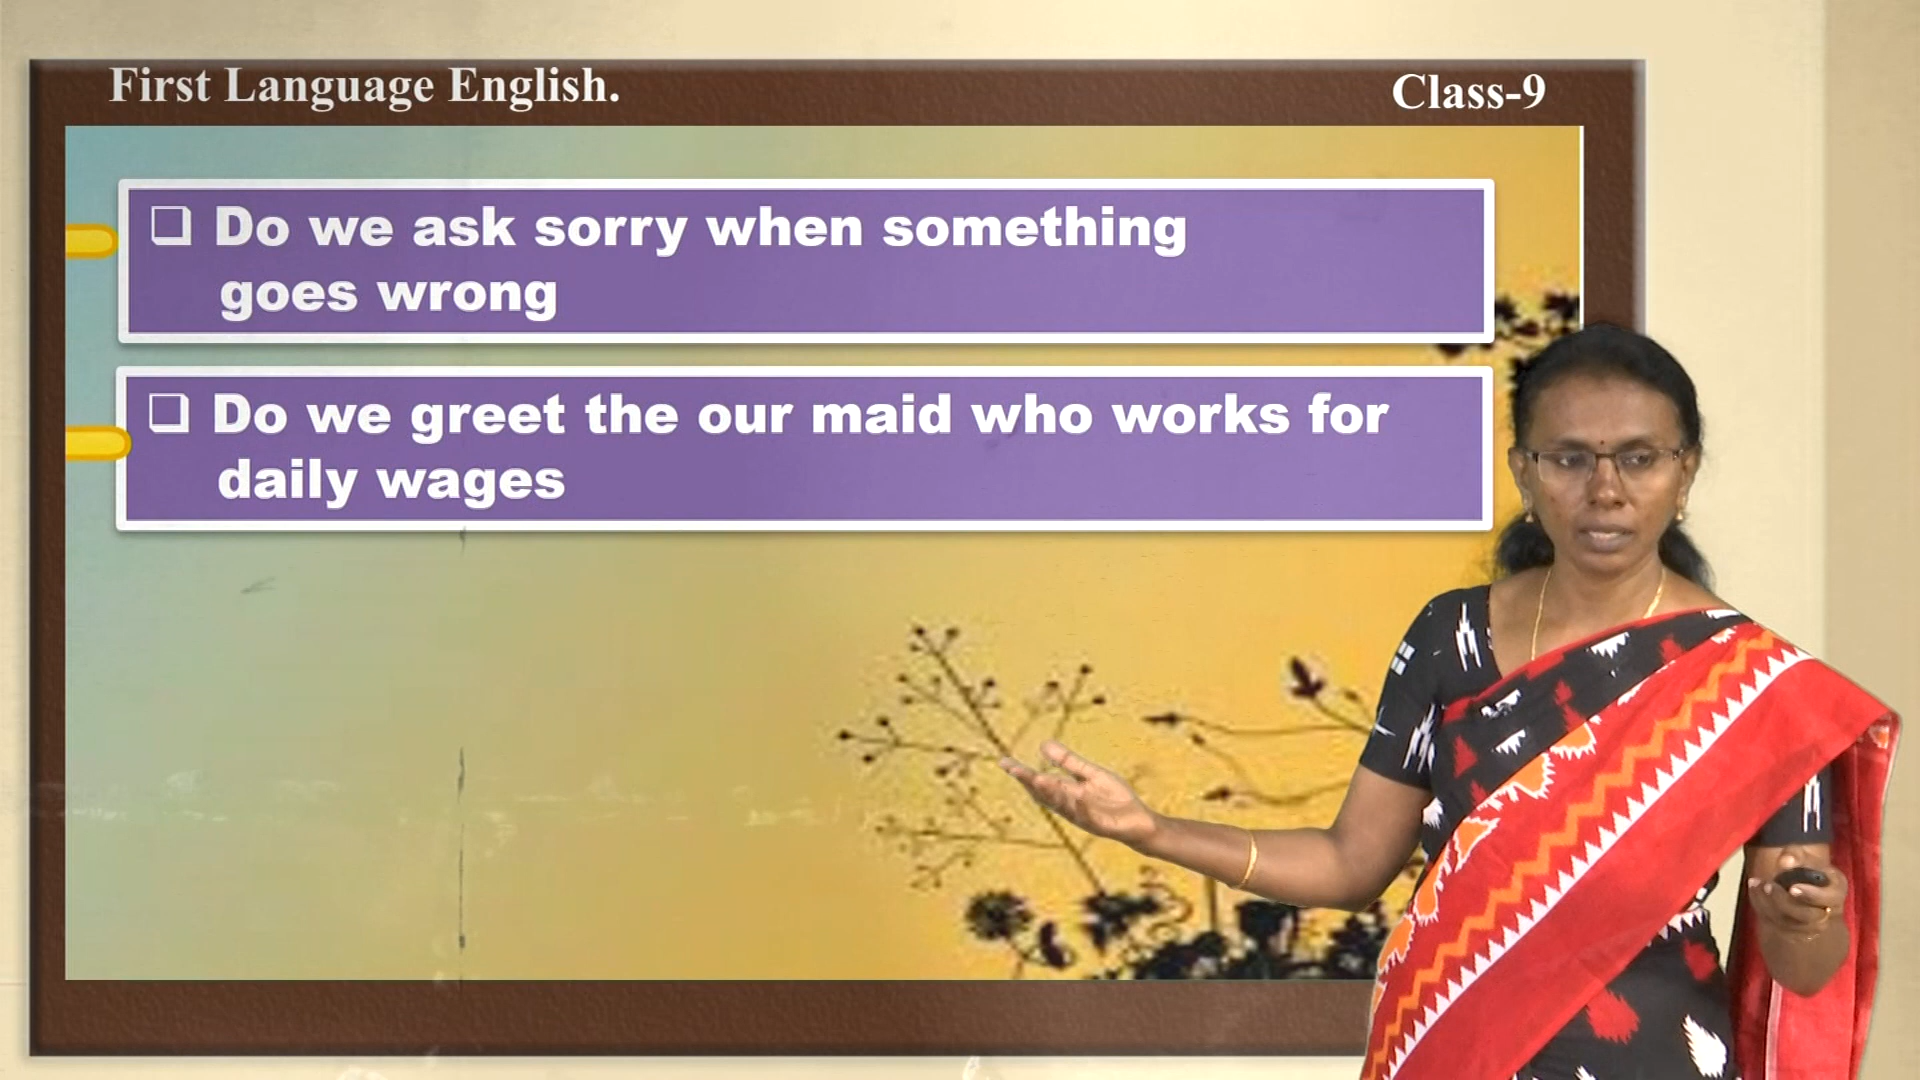 First Language English.
Class-9
❑ Do we ask sorry when something
goes wrong
❑ Do we greet the our maid who works for
daily wages